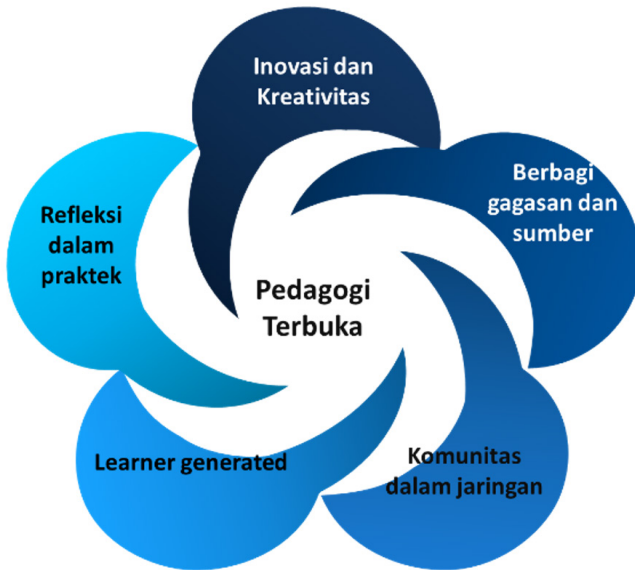 Inovasi dan
Kreativitas
Berbagi
gagasan dan
sumber
Refleksi
dalam
praktek
Pedagogi
Terbuka
Learner generated
Komunitas
dalam jaringan